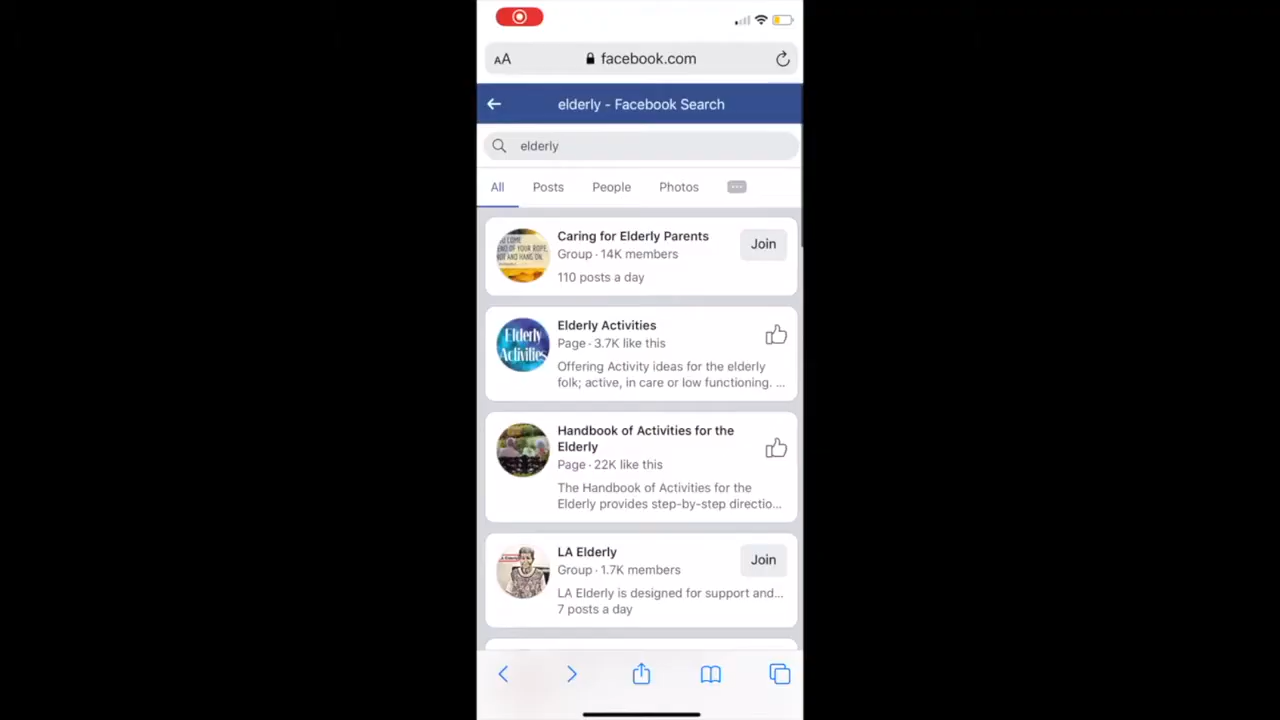 AA facebook.com
elderly - Facebook Search
elderly
All Posts People Photos
Caring for Elderly Parents
Group · 14K members
110 posts a day
Join
Elderly Activities
Elderly Activities
Page · 3.7K like this
Offering Activity ideas for the elderly
folk; active, in care or low functioning. ...
Handbook of Activities for the
Elderly
Page · 22K like this
The Handbook of Activities for the
Elderly provides step-by-step directio...
LA Elderly
Group · 1.7K members
LA Elderly is designed for support and...
7 posts a day
Join